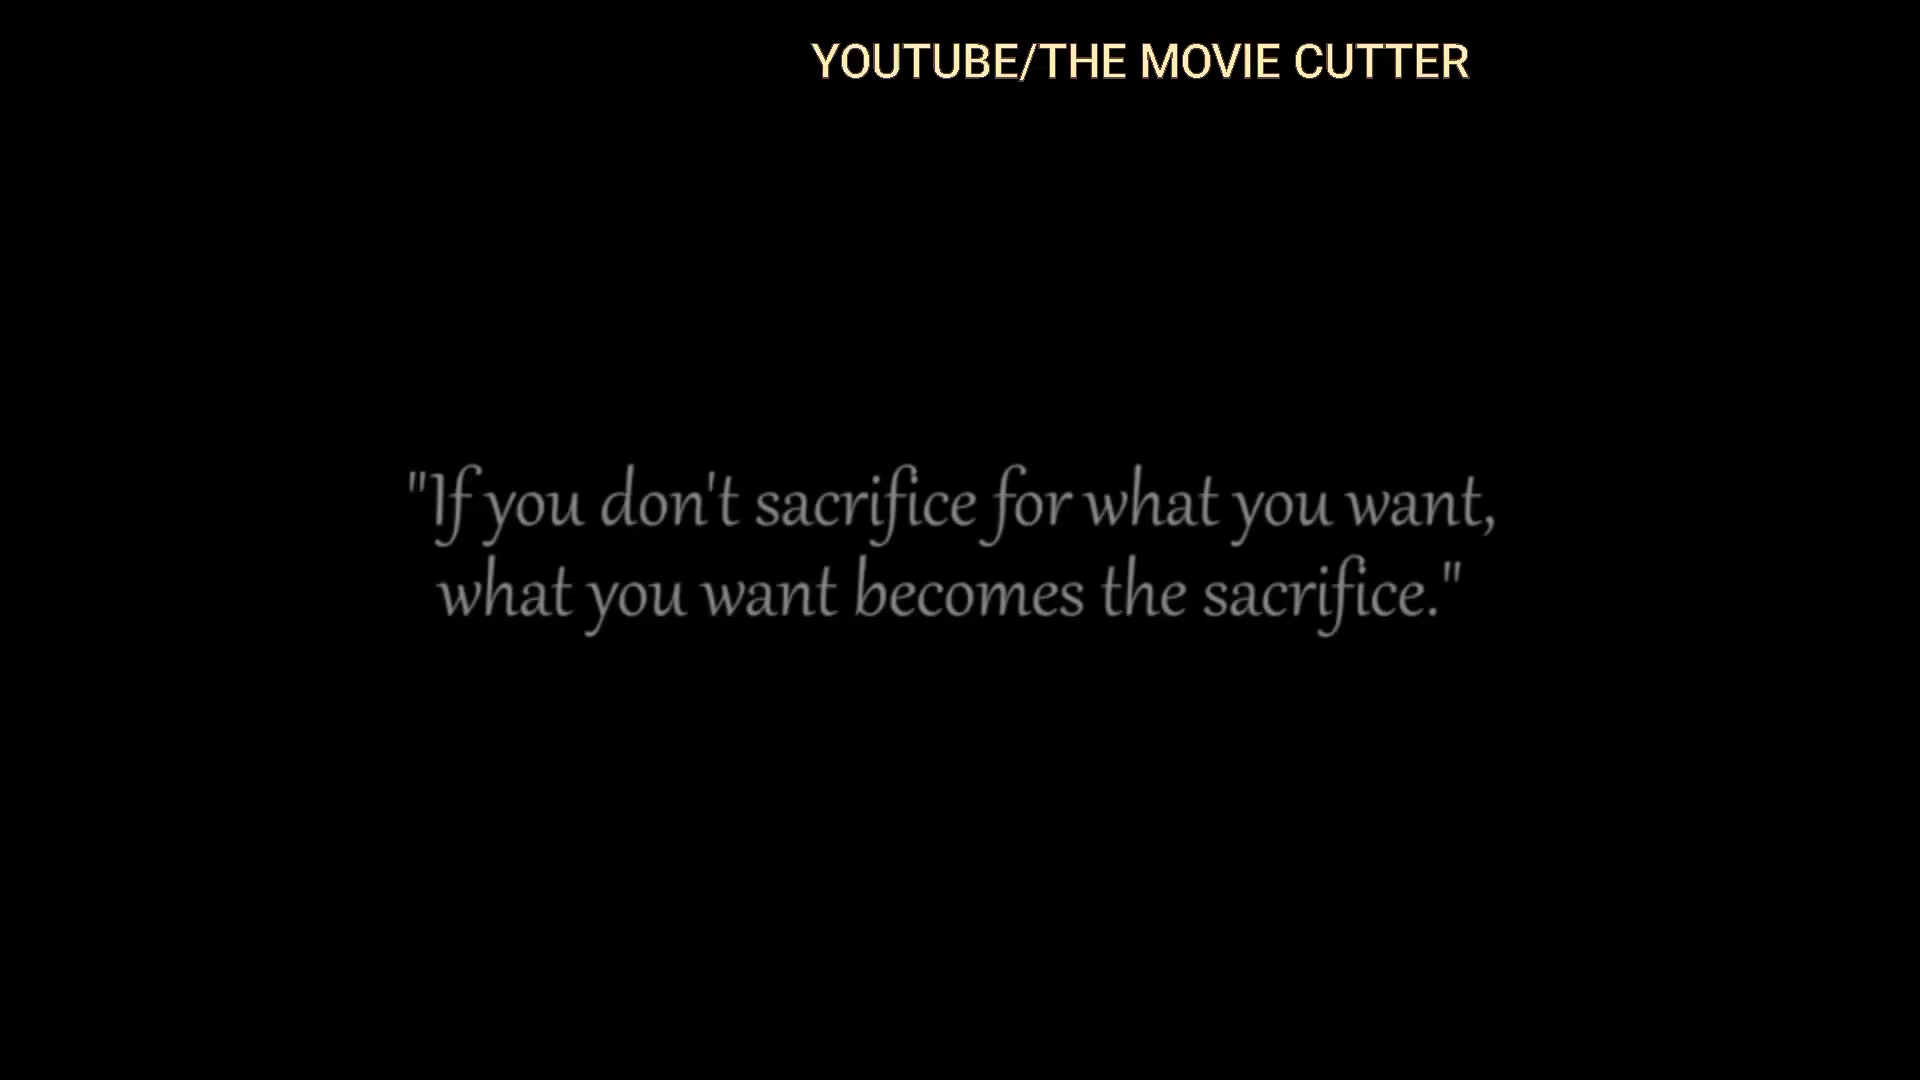 YOUTUBE/THE MOVIE CUTTER
"If you don't sacrifice for what you want,
what you want becomes the sacrifice."